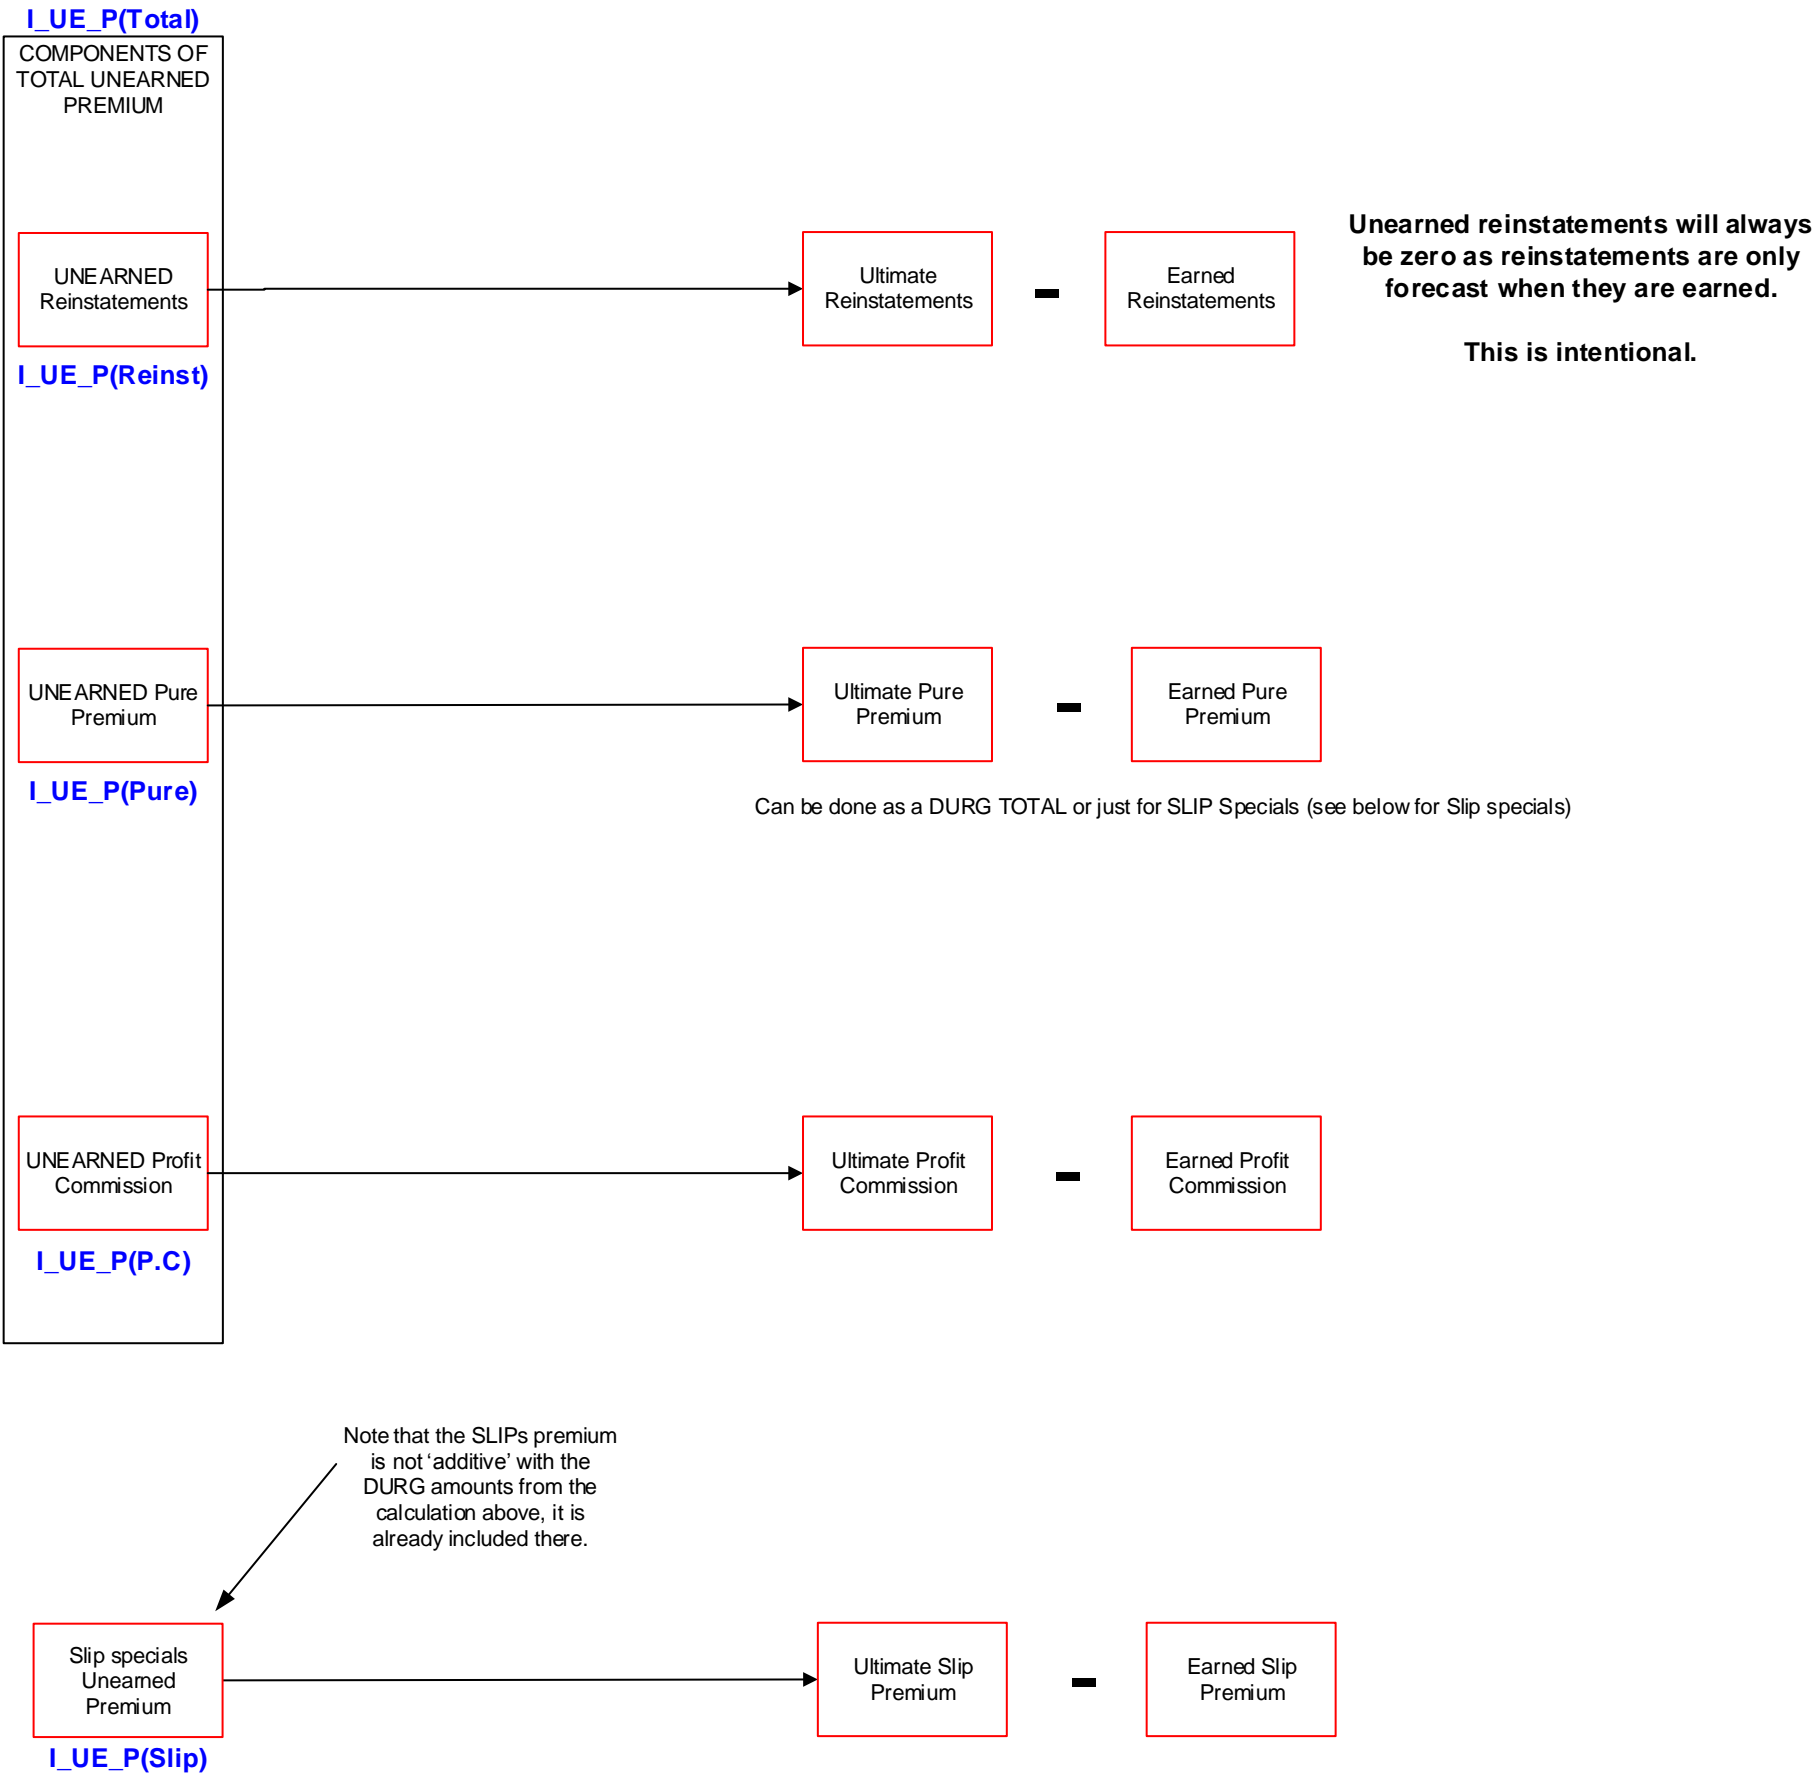 I_UE_P(Total)
COMPONENTS OF
TOTAL UNEARNED
PREMIUM
UNEARNED
Reinstatements
I_UE_P(Reinst)
Ultimate
Reinstatements
-
Earned
Reinstatements
Unearned reinstatements will always
be zero as reinstatements are only
forecast when they are earned.
This is intentional.
UNEARNED Pure
Premium
I_UE_P(Pure)
Ultimate Pure
Premium
-
Earned Pure
Premium
Can be done as a DURG TOTAL or just for SLIP Specials (see below for Slip specials)
UNEARNED Profit
Commission
I_UE_P(P.C)
Ultimate Profit
Commission
-
Earned Profit
Commission
Note that the SLIPs premium
is not ‘additive’ with the
DURG amounts from the
calculation above, it is
already included there.
Slip specials
Unearned
Premium
I_UE_P(Slip)
Ultimate Slip
Premium
-
Earned Slip
Premium